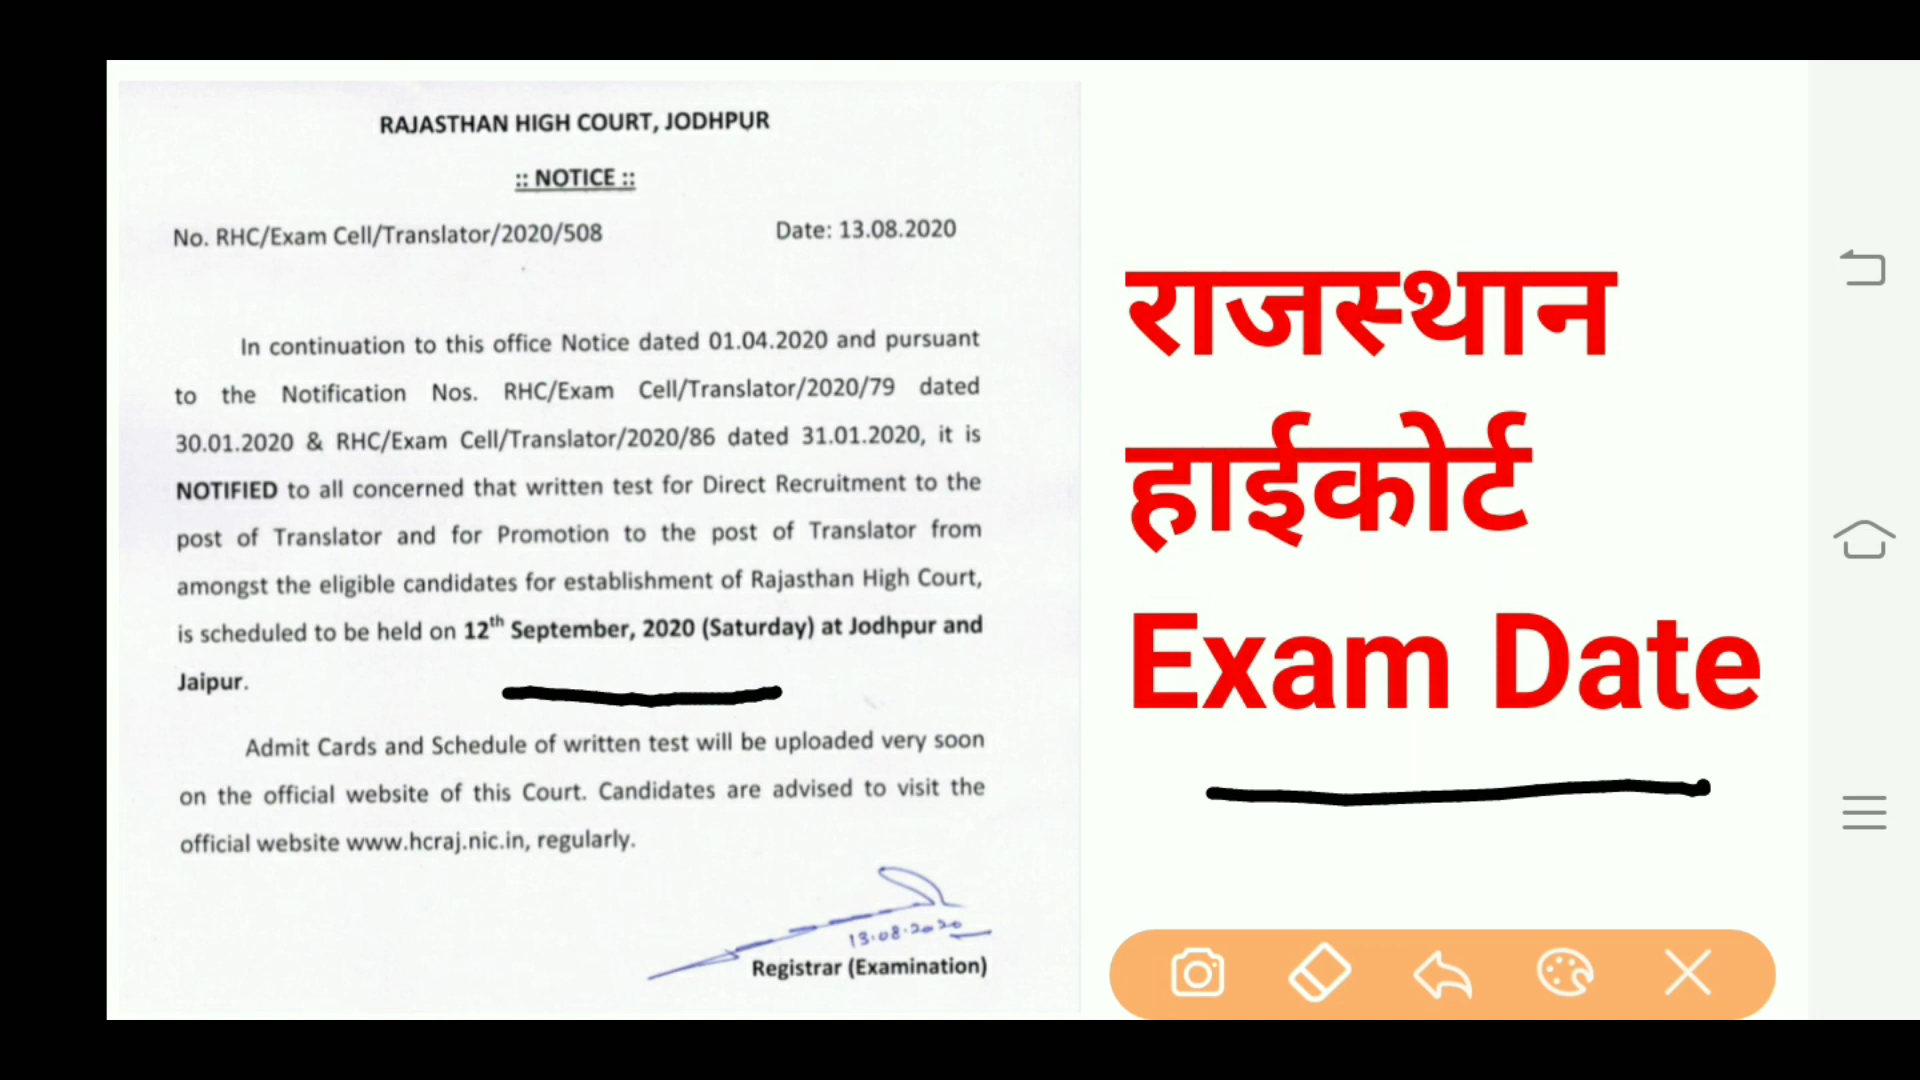 RAJASTHAN HIGH COURT, JODHPUR
:: NOTICE ::
No. RHC/Exam Cell/Translator/2020/508 Date: 13.08.2020
In continuation to this office Notice dated 01.04.2020 and pursuant
to the Notification Nos. RHC/Exam Cell/Translator/2020/79 dated
30.01.2020 & RHC/Exam Cell/Translator/2020/86 dated 31.01.2020, it is
NOTIFIED to all concerned that written test for Direct Recruitment to the
post of Translator and for Promotion to the post of Translator from
amongst the eligible candidates for establishment of Rajasthan High Court,
is scheduled to be held on 12th September, 2020 (Saturday) at Jodhpur and
Jaipur.
Admit Cards and Schedule of written test will be uploaded very soon
on the official website of this Court. Candidates are advised to visit the
official website www.hcraj.nic.in, regularly.
13.08.2020
Registrar (Examination)
राजस्थान
हाईकोर्ट
Exam Date